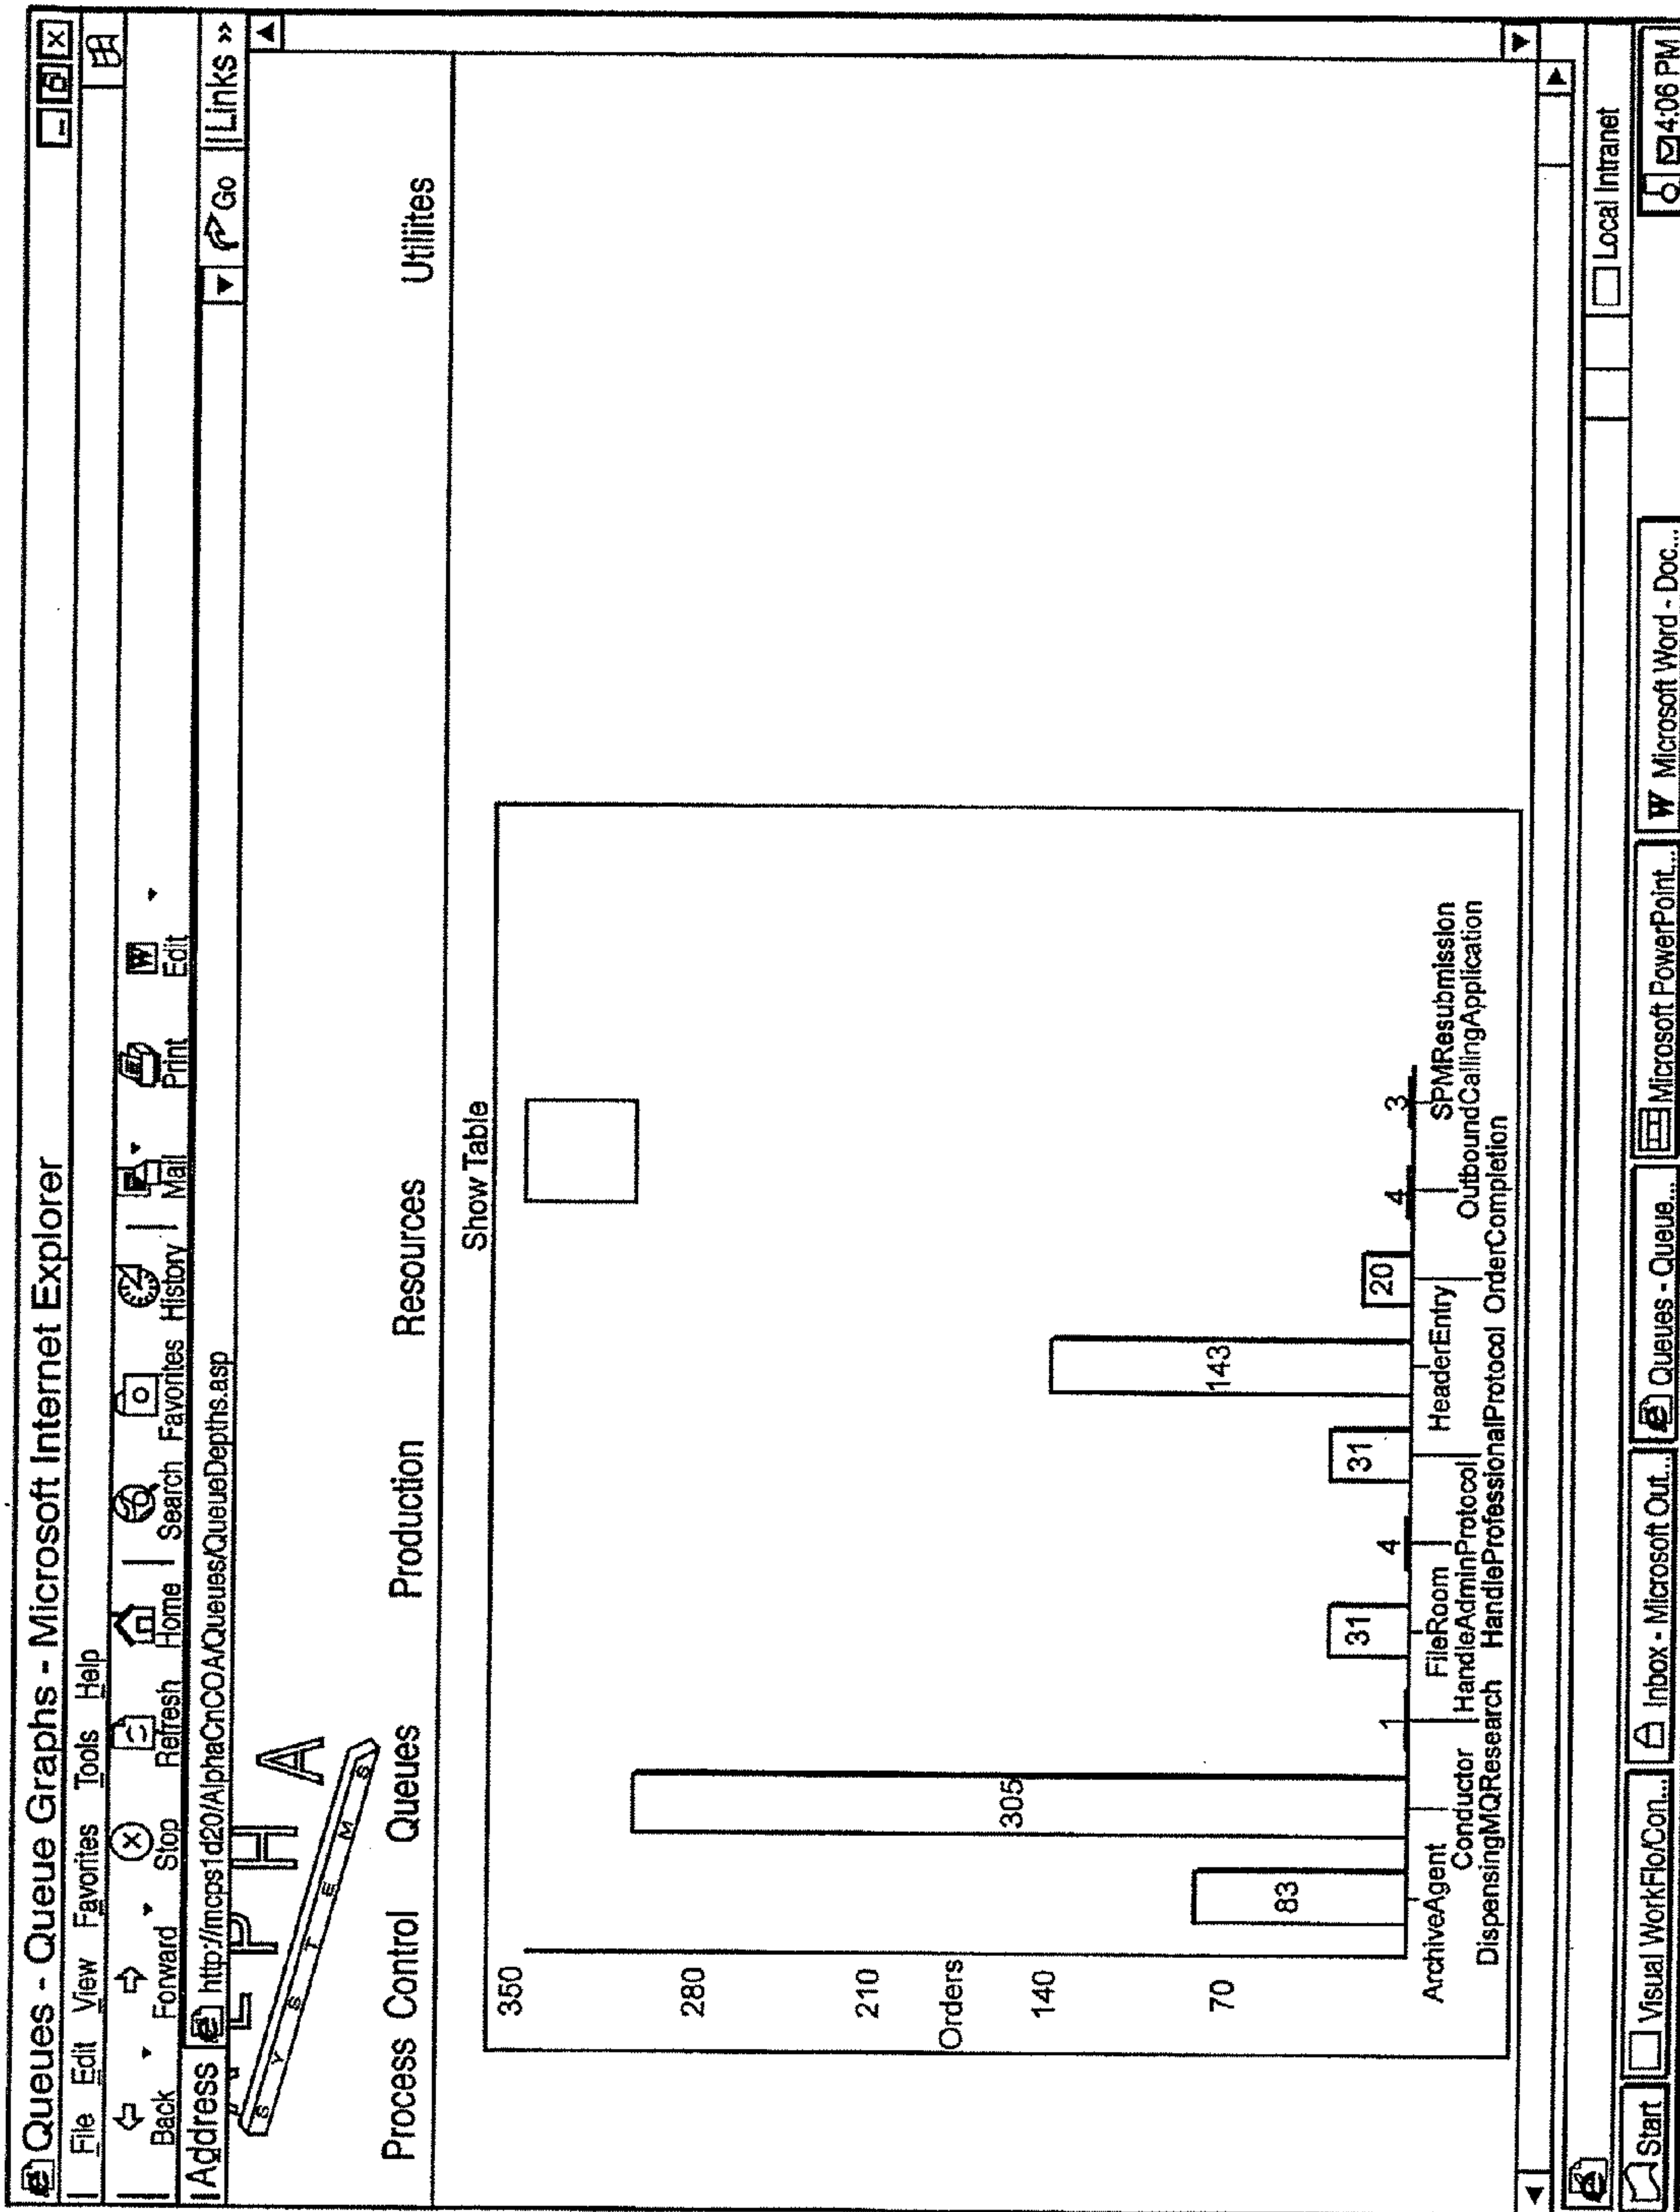 Queues - Queue Graphs - Microsoft Internet Explorer
File Edit View Favorites Tools Help
Back Forward Stop Refresh Home Search Favorites History Mail Print Edit
Address http://mcps1d20/AlphaCnCOA/Queues/QueueDepths.asp Go Links »
A L P H A
SYSTEMS
Process Control Queues Production Resources Utiliites
Show Table
350
280
210
Orders
140
70
83
305
1
31
4
31
143
20
4
3
ArchiveAgent FileRoom HeaderEntry SPMResubmission
Conductor HandleAdminProtocol OutboundCallingApplication
DispensingMQResearch HandleProfessionalProtocol OrderCompletion
Local Intranet
Start Visual WorkFlo/Con... Inbox - Microsoft Out... Queues - Queue... Microsoft PowerPoint... W Microsoft Word - Doc... 4:06 PM